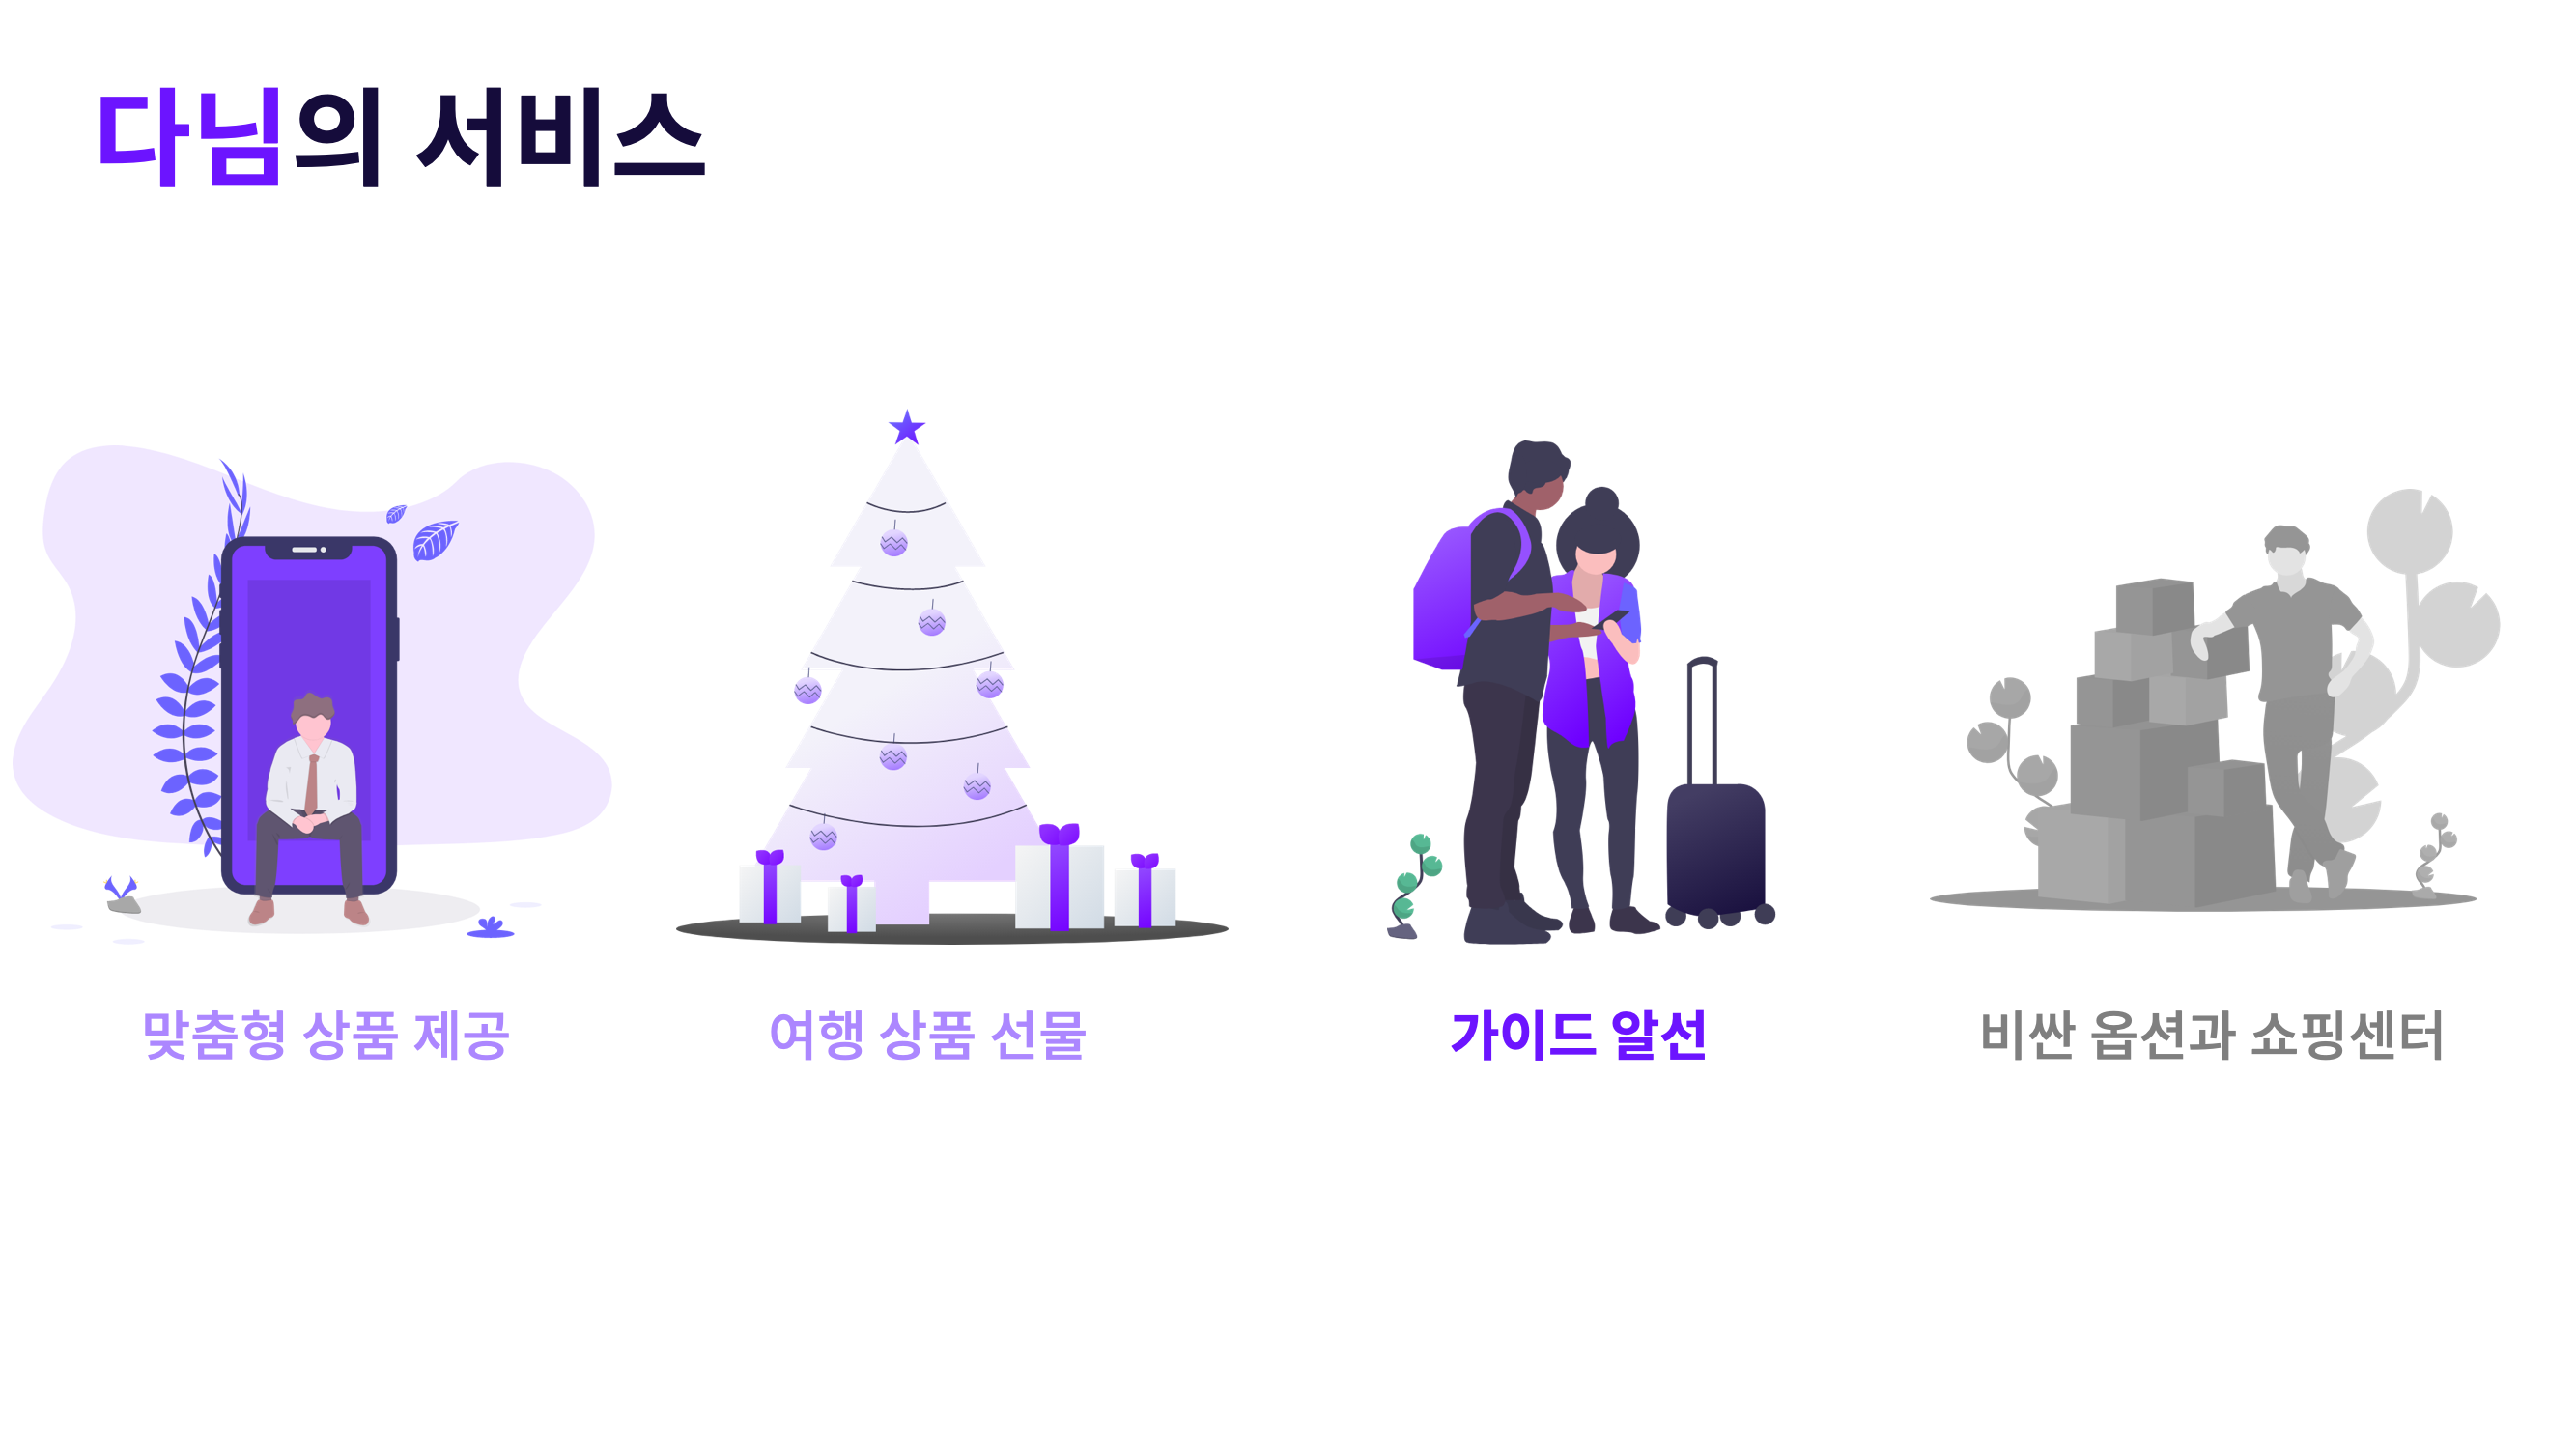 다님의 서비스
맞춤형 상품 제공
여행 상품 선물
가이드 알선
비싼 옵션과 쇼핑센터